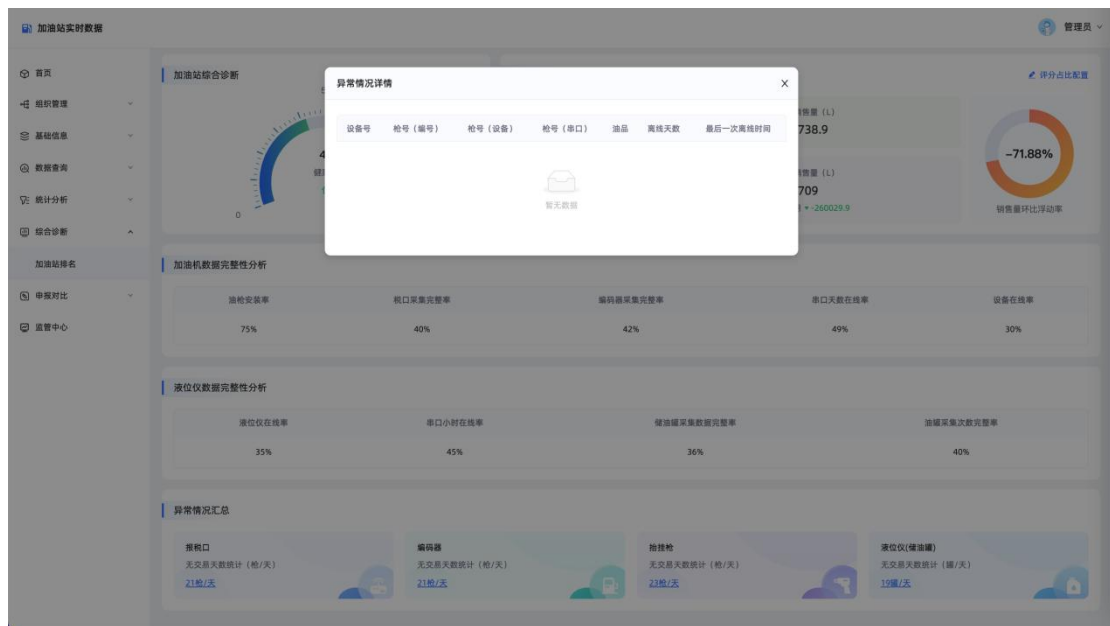 加油站实时数据
管理员
首页
组织管理
基础信息
数据查询
统计分析
综合诊断
加油站排名
申报对比
监管中心
加油站综合诊断
评分占比配置
0
异常情况详情
X
设备号 枪号（编号） 枪号（设备） 枪号（串口） 油品 离线天数 最后一次离线时间
暂无数据
售量（L）
738.9
售量（L）
709
-260029.9
-71.88%
销售量环比浮动率
加油机数据完整性分析
油枪安装率 税口采集完整率 编码器采集完整率 串口天数在线率 设备在线率
75% 40% 42% 49% 30%
液位仪数据完整性分析
液位仪在线率 串口小时在线率 储油罐采集数据完整率 油罐采集次数完整率
35% 45% 36% 40%
异常情况汇总
报税口
无交易天数统计（枪/天）
21枪/天
编码器
无交易天数统计（枪/天）
21枪/天
抬挂枪
无交易天数统计（枪/天）
23枪/天
液位仪(储油罐)
无交易天数统计（罐/天）
19罐/天